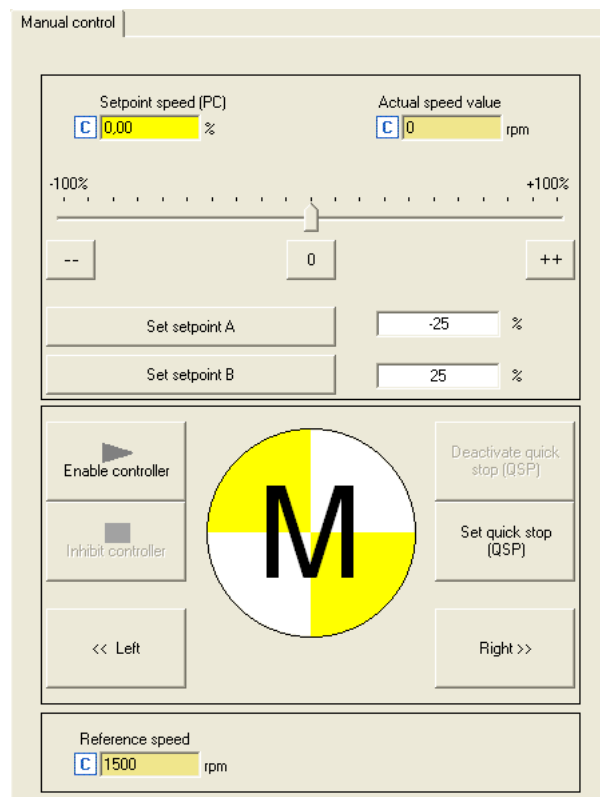 Manual control
Setpoint speed (PC)
Actual speed value
C 0,00 %
C 0 rpm
-100%
+100%
--
0
++
Set setpoint A
-25 %
Set setpoint B
25 %
Enable controller
Deactivate quick
stop (QSP)
M
Inhibit controller
Set quick stop
(QSP)
<< Left
Right >>
Reference speed
C 1500 rpm